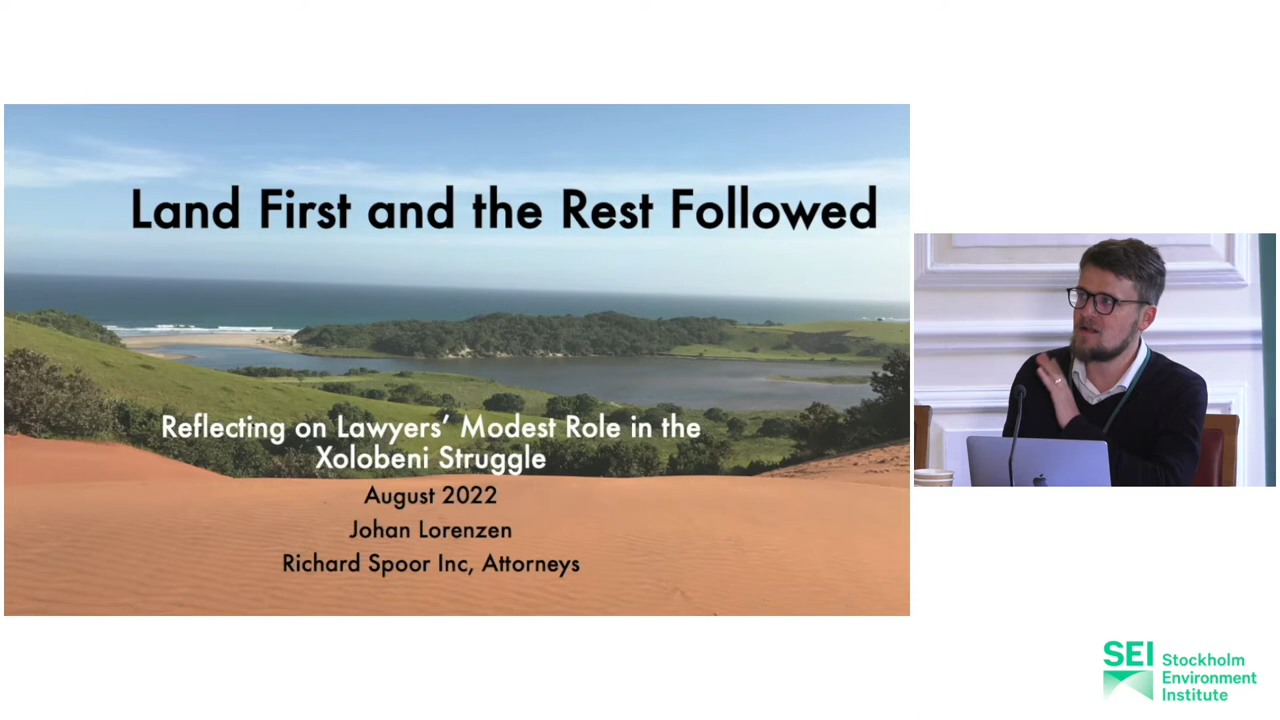 Land First and the Rest Followed
Reflecting on Lawyers’ Modest Role in the
Xolobeni Struggle
August 2022
Johan Lorenzen
Richard Spoor Inc, Attorneys
SEI Stockholm
Environment
Institute